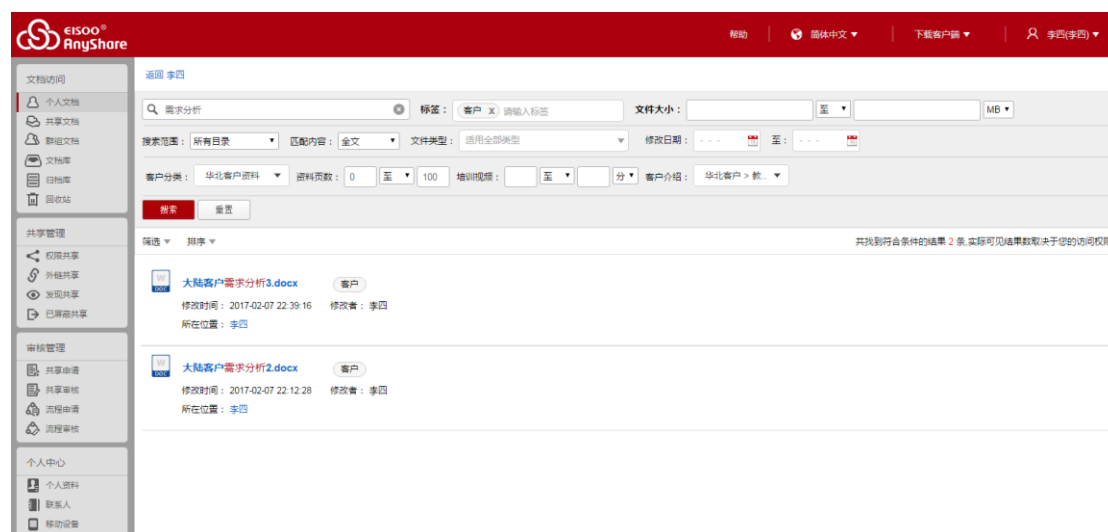 EISOO®
AnyShare
帮助 简体中文 下载客户端 李四(李四)
文档访问
个人文档
共享文档
群组文档
文档库
归档库
回收站
共享管理
权限共享
外链共享
发现共享
已屏蔽共享
审核管理
共享申请
共享审核
流程申请
流程审核
个人中心
个人资料
联系人
移动设备
返回 李四
需求分析 标签： 客户 x 请输入标签 文件大小： 至 MB
搜索范围： 所有目录 匹配内容： 全文 文件类型： 适用全部类型 修改日期： - - - 至： - - -
客户分类： 华北客户资料 资料页数： 0 至 100 培训视频： 至 分 客户介绍： 华北客户 > 教...
搜索 重置
筛选 排序 共找到符合条件的结果 2 条,实际可见结果数取决于您的访问权限
W DOC 大陆客户需求分析3.docx 客户
修改时间： 2017-02-07 22:39:16 修改者： 李四
所在位置： 李四
W DOC 大陆客户需求分析2.docx 客户
修改时间： 2017-02-07 22:12:28 修改者： 李四
所在位置： 李四